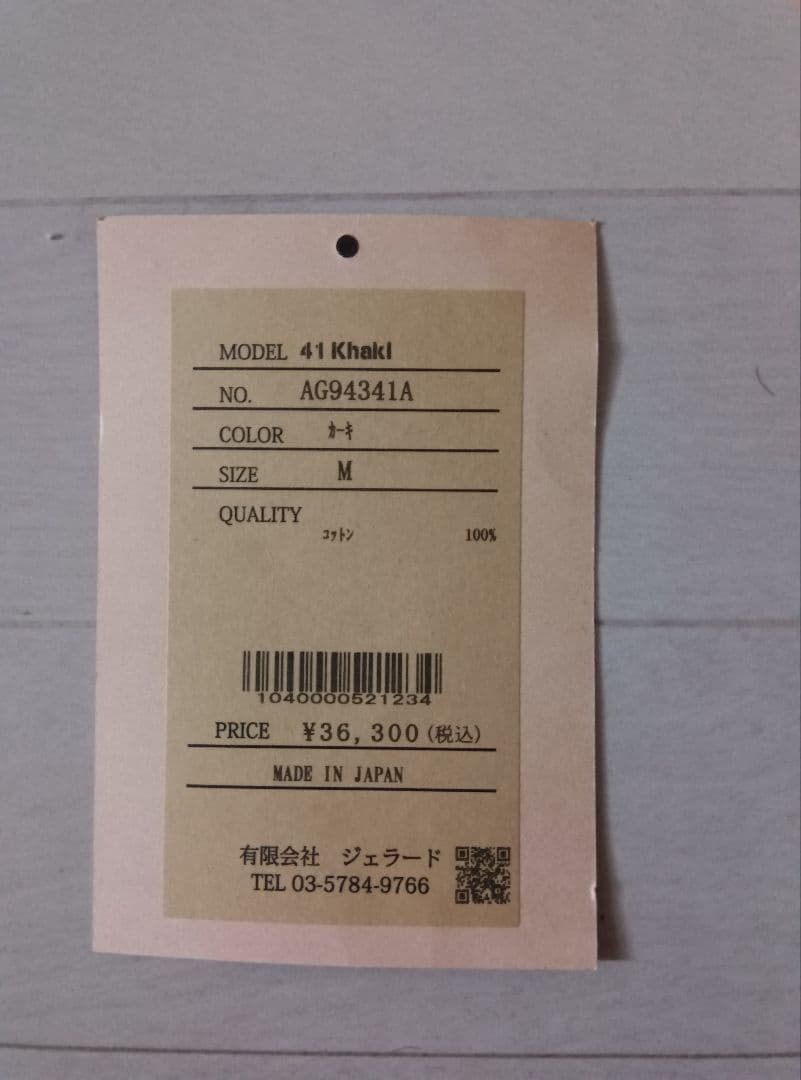 MODEL 41 Khaki
NO. AG94341A
COLOR ｶｰｷ
SIZE M
QUALITY
ｺｯﾄﾝ 100%
1040000521234
PRICE ¥36,300(税込)
MADE IN JAPAN
有限会社 ジェラード
TEL 03-5784-9766